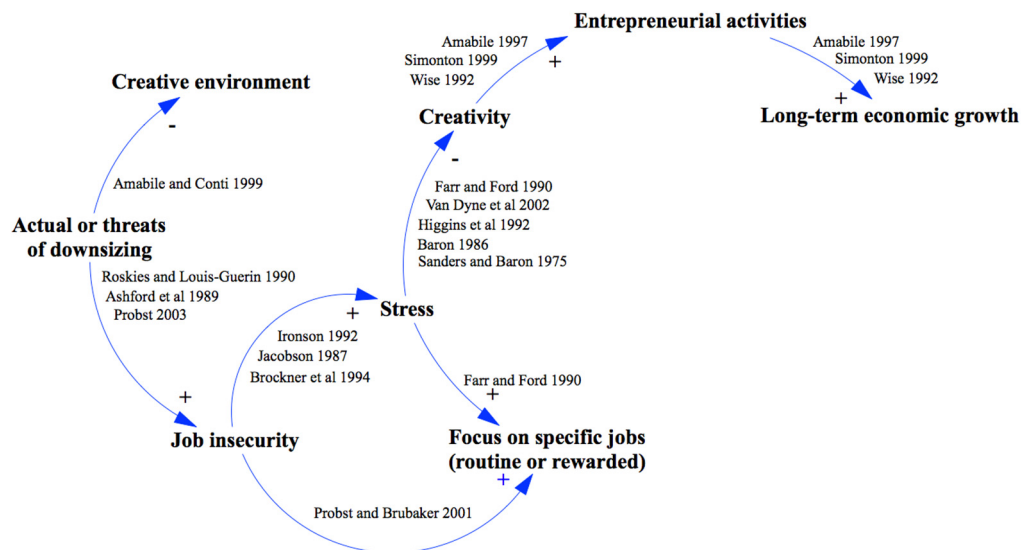 Entrepreneurial activities
Amabile 1997
Simonton 1999
Wise 1992
+
Amabile 1997
Simonton 1999
Wise 1992
+
Long-term economic growth
Creative environment
-
Creativity
-
Amabile and Conti 1999
Farr and Ford 1990
Van Dyne et al 2002
Higgins et al 1992
Baron 1986
Sanders and Baron 1975
Actual or threats
of downsizing
Roskies and Louis-Guerin 1990
Ashford et al 1989
Probst 2003
+
Stress
+
Ironson 1992
Jacobson 1987
Brockner et al 1994
Farr and Ford 1990
+
Job insecurity
Focus on specific jobs
(routine or rewarded)
+
Probst and Brubaker 2001